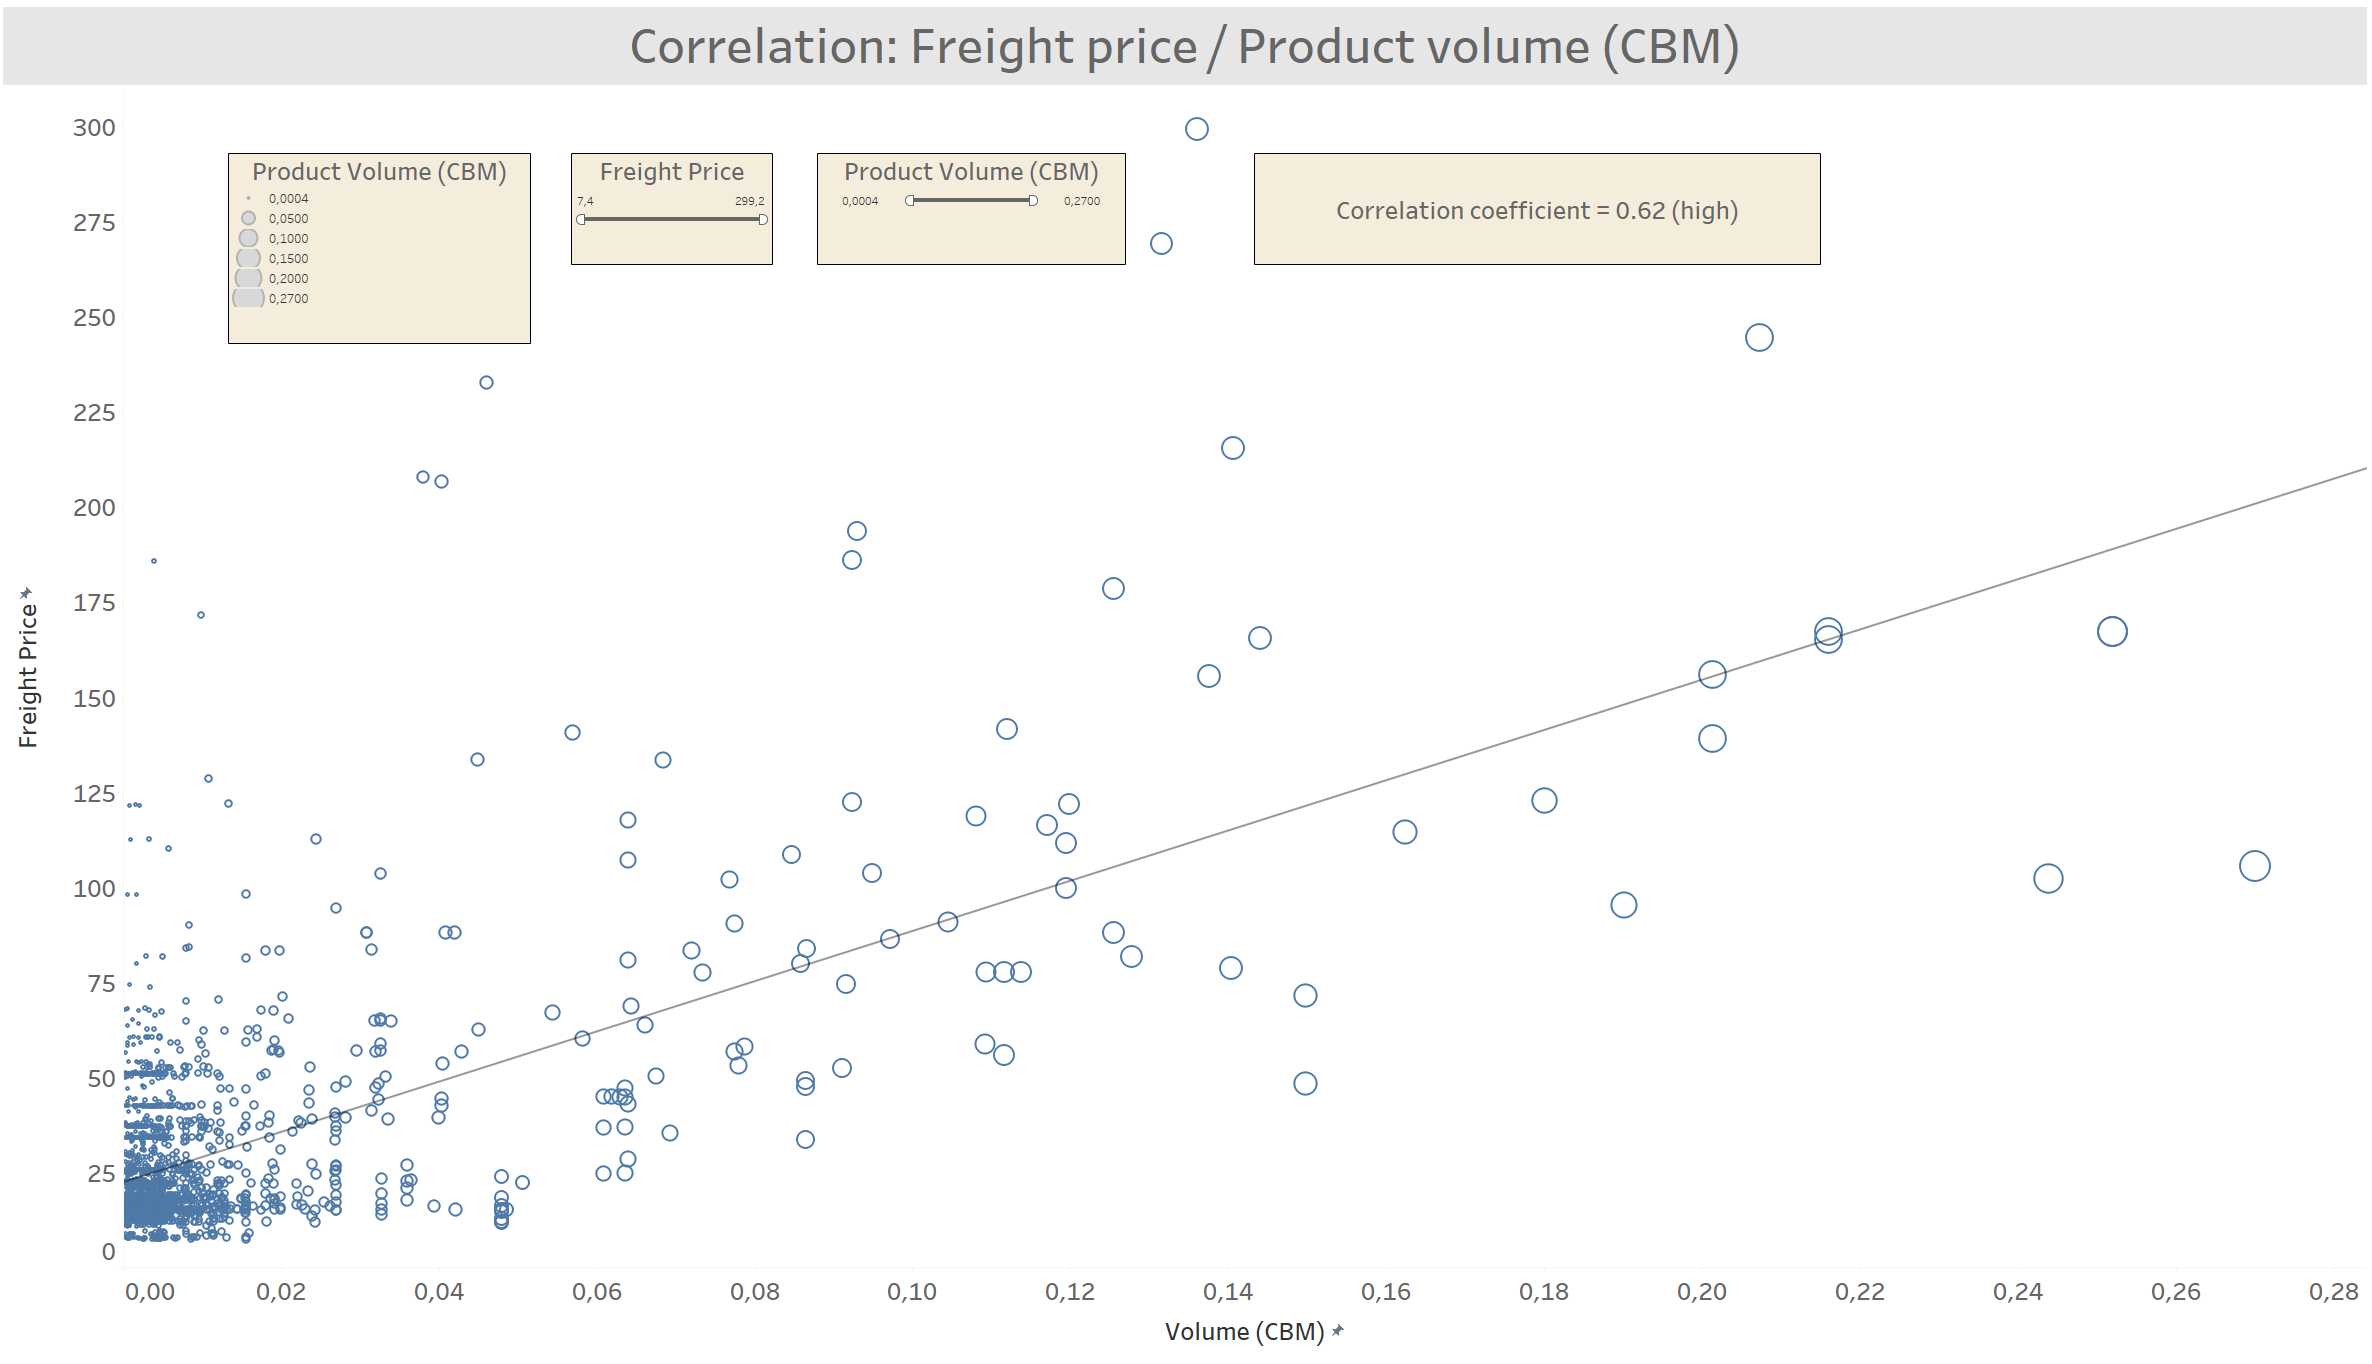 Correlation: Freight price / Product volume (CBM)
Product Volume (CBM)
0,0004
0,0500
0,1000
0,1500
0,2000
0,2700
Freight Price
7,4 299,2
Product Volume (CBM)
0,0004 0,2700
Correlation coefficient = 0.62 (high)
300
275
250
225
200
175
150
125
100
75
50
25
0
Freight Price
0,00 0,02 0,04 0,06 0,08 0,10 0,12 0,14 0,16 0,18 0,20 0,22 0,24 0,26 0,28
Volume (CBM)